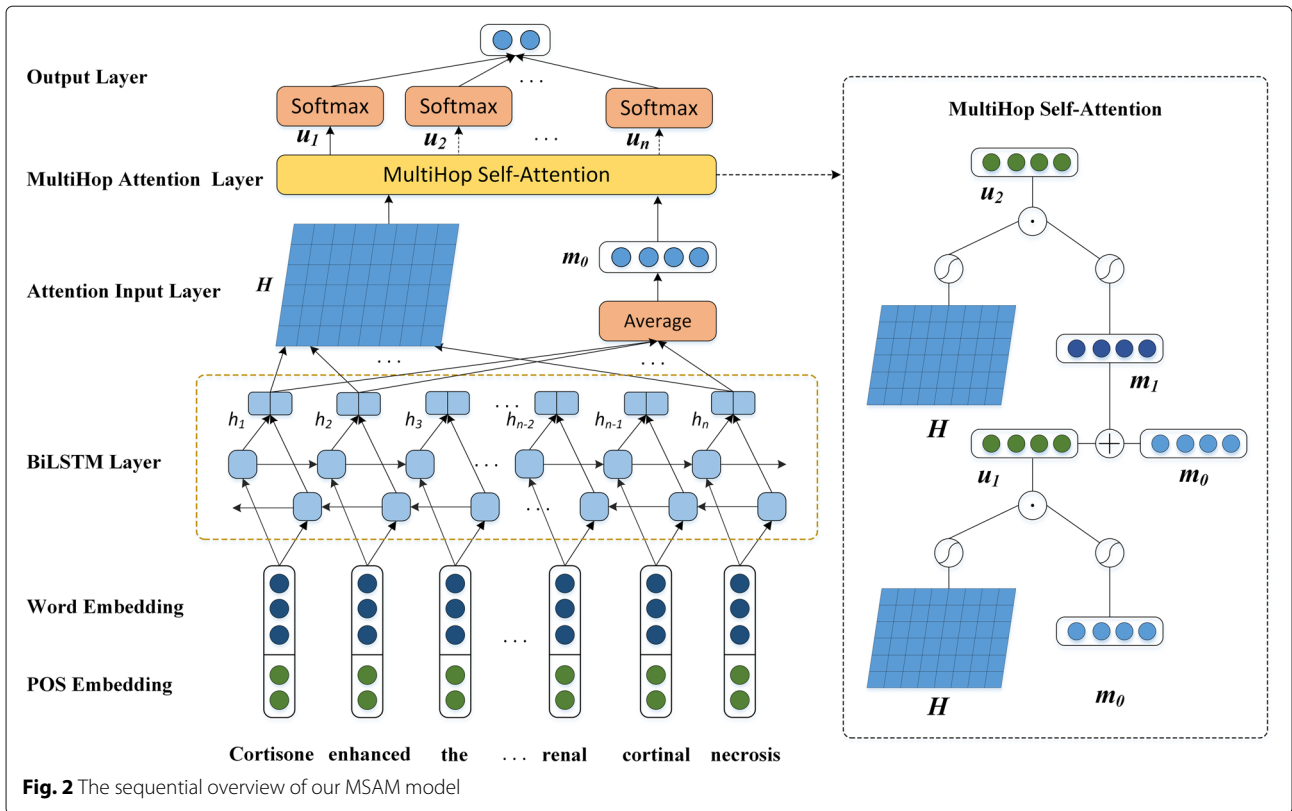 Output Layer
Softmax
Softmax
. . .
Softmax
u1
u2
. . .
un
MultiHop Attention Layer
MultiHop Self-Attention
Attention Input Layer
H
m0
Average
. . .
. . .
BiLSTM Layer
h1
h2
h3
. . .
hn-2
hn-1
hn
. . .
. . .
Word Embedding
. . .
POS Embedding
Cortisone enhanced the . . . renal cortinal necrosis
MultiHop Self-Attention
u2
H
m1
u1
+
m0
H
m0
Fig. 2 The sequential overview of our MSAM model